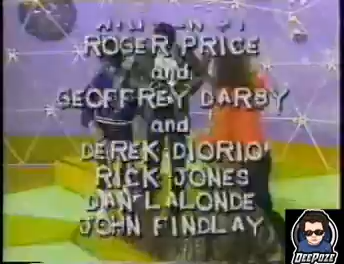 ROGER PRICE
and
GEOFFREY DARBY
and
DEREK DIORIO
RICK JONES
DAN LALONDE
JOHN FINDLAY
DEEPOZE